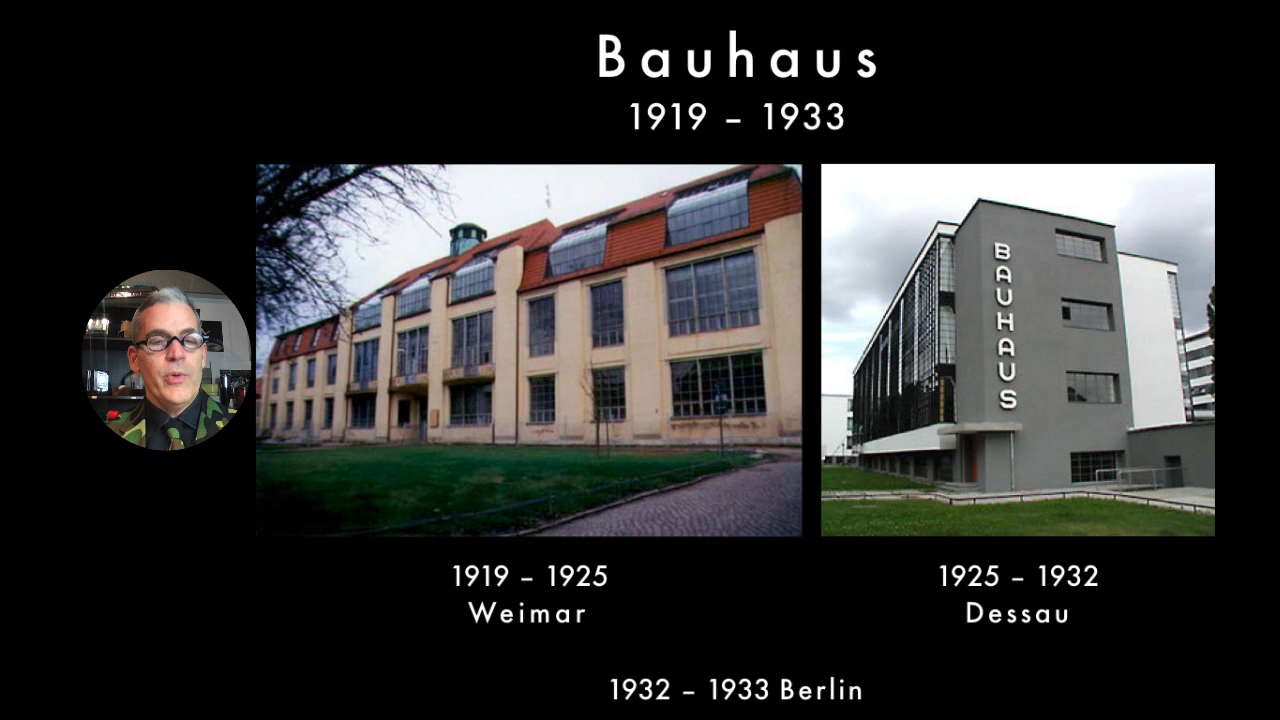 Bauhaus
1919 – 1933
BAUHAUS
1919 – 1925
Weimar
1925 – 1932
Dessau
1932 – 1933 Berlin